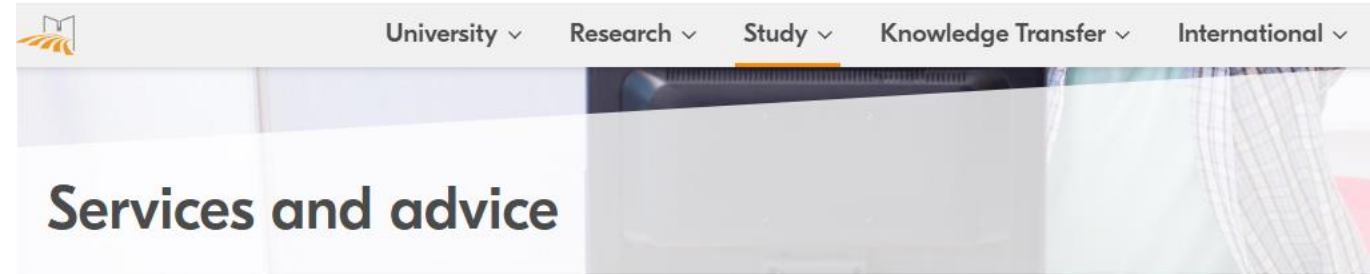 University Research Study Knowledge Transfer International
Services and advice